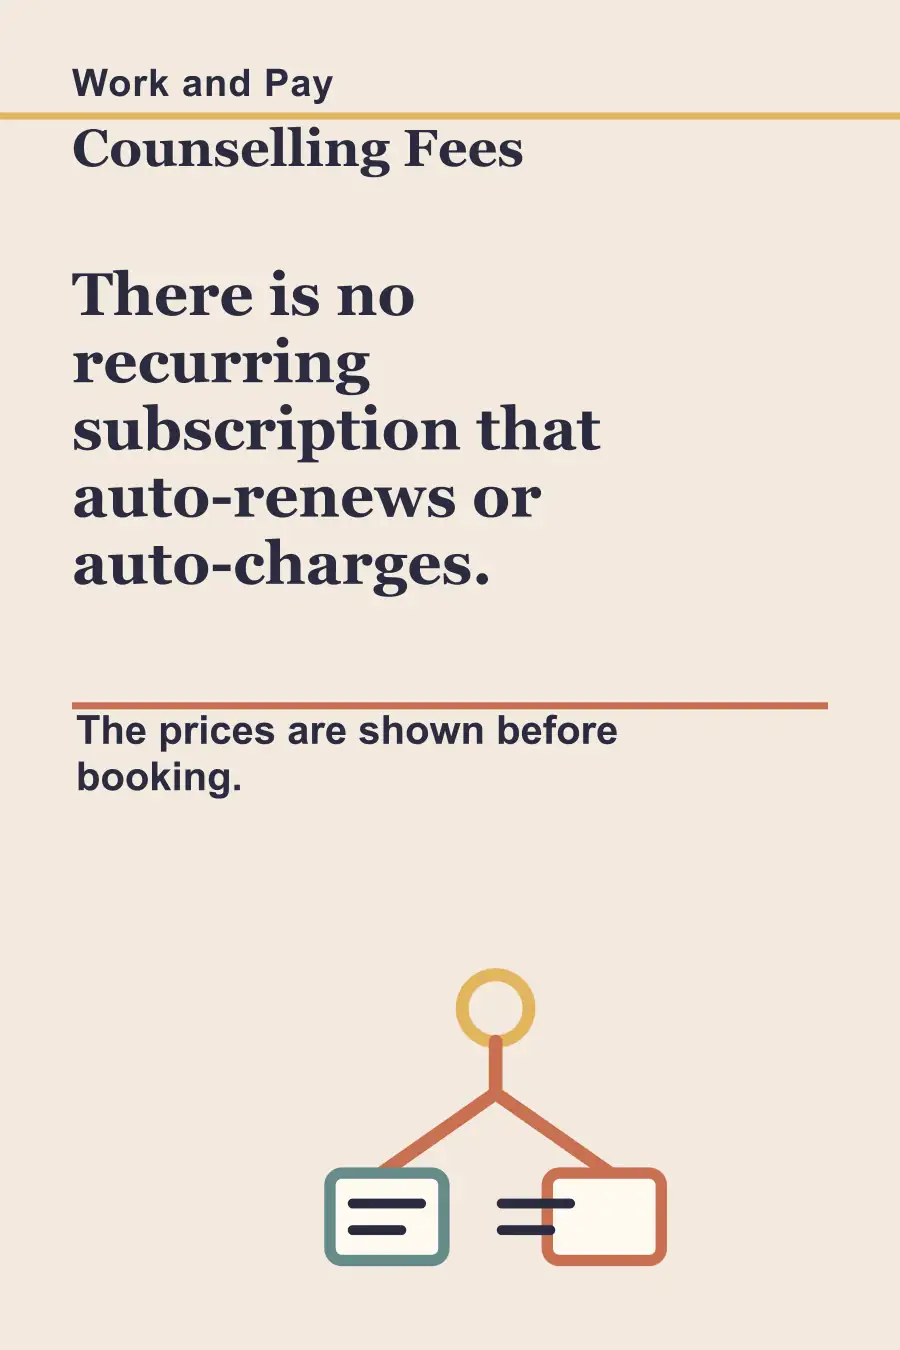 Work and Pay
Counselling Fees
There is no
recurring
subscription that
auto-renews or
auto-charges.
The prices are shown before
booking.